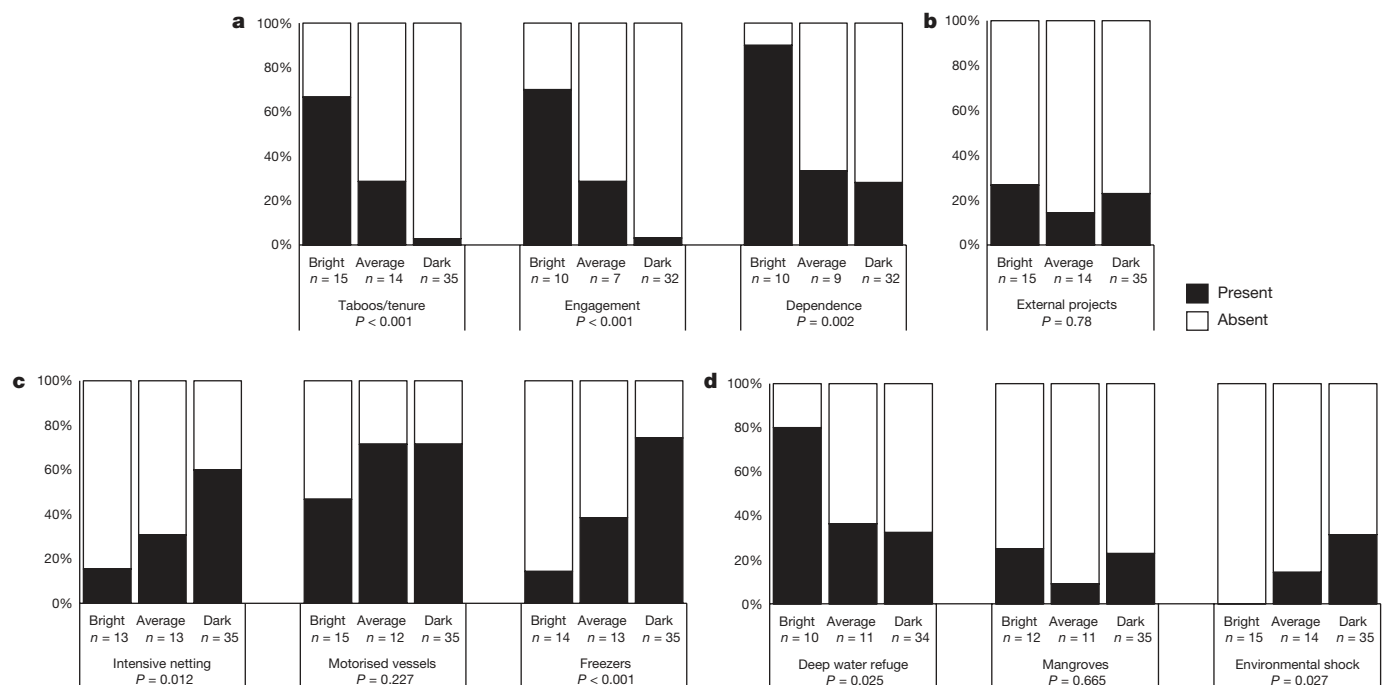 a
100%
80%
60%
40%
20%
0%
Bright Average Dark
n = 15 n = 14 n = 35
Taboos/tenure
P < 0.001
Bright Average Dark
n = 10 n = 7 n = 32
Engagement
P < 0.001
Bright Average Dark
n = 10 n = 9 n = 32
Dependence
P = 0.002
b
100%
80%
60%
40%
20%
0%
Bright Average Dark
n = 15 n = 14 n = 35
External projects
P = 0.78
Present
Absent
c
100%
80%
60%
40%
20%
0%
Bright Average Dark
n = 13 n = 13 n = 35
Intensive netting
P = 0.012
Bright Average Dark
n = 15 n = 12 n = 35
Motorised vessels
P = 0.227
Bright Average Dark
n = 14 n = 13 n = 35
Freezers
P < 0.001
d
100%
80%
60%
40%
20%
0%
Bright Average Dark
n = 10 n = 11 n = 34
Deep water refuge
P = 0.025
Bright Average Dark
n = 12 n = 11 n = 35
Mangroves
P = 0.665
Bright Average Dark
n = 15 n = 14 n = 35
Environmental shock
P = 0.027